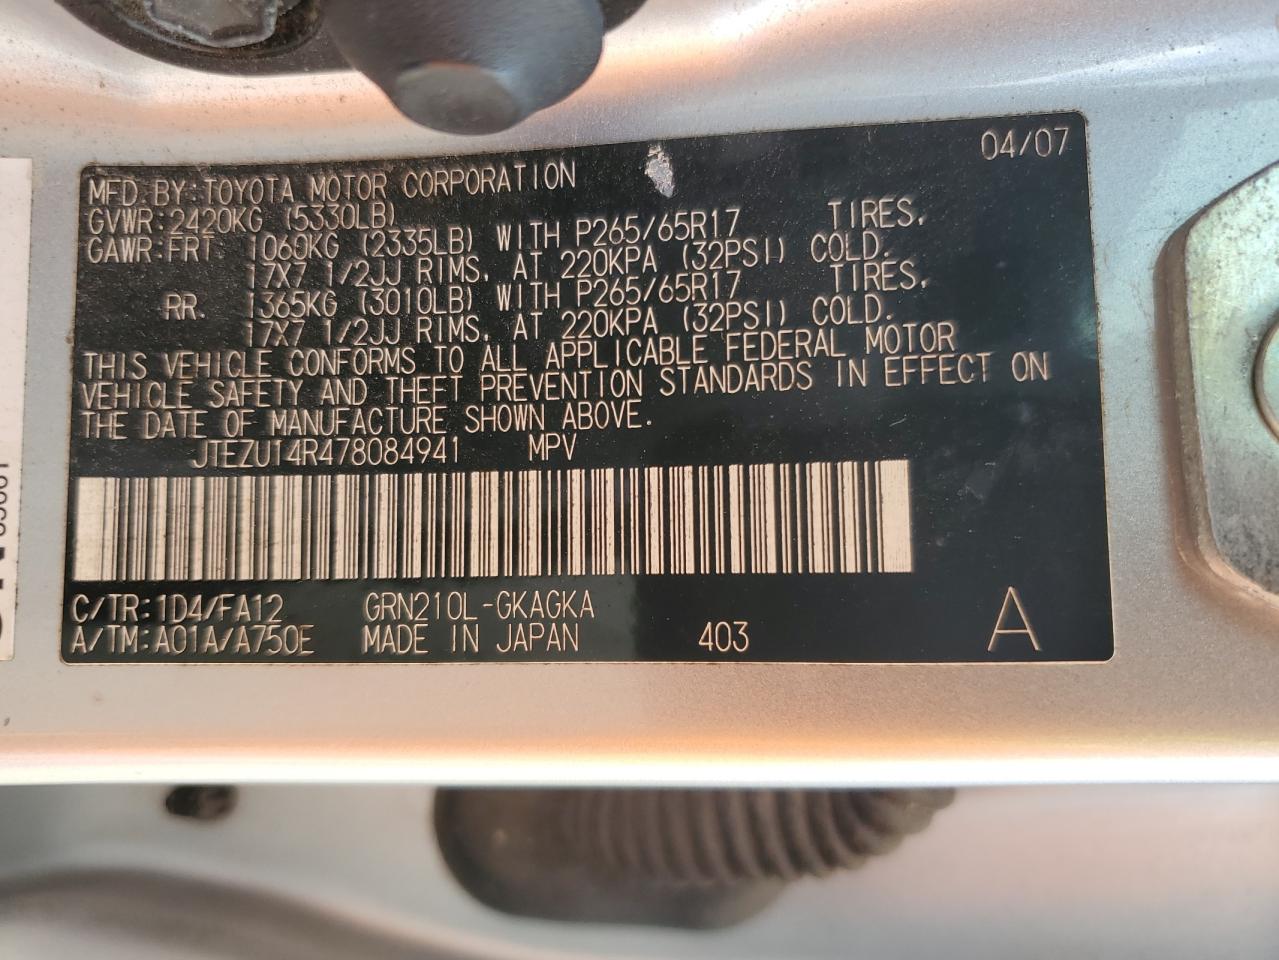 04/07
MFD.BY:TOYOTA MOTOR CORPORATION
GVWR:2420KG (5330LB)
GAWR:FRT 1060KG (2335LB) WITH P265/65R17 TIRES,
17X7 1/2JJ RIMS, AT 220KPA (32PSI) COLD.
RR. 1365KG (3010LB) WITH P265/65R17 TIRES,
17X7 1/2JJ RIMS, AT 220KPA (32PSI) COLD.
THIS VEHICLE CONFORMS TO ALL APPLICABLE FEDERAL MOTOR
VEHICLE SAFETY AND THEFT PREVENTION STANDARDS IN EFFECT ON
THE DATE OF MANUFACTURE SHOWN ABOVE.
JTEZU14R478084941 MPV
C/TR:1D4/FA12 GRN210L-GKAGKA
A/TM:A01A/A750E MADE IN JAPAN 403 A